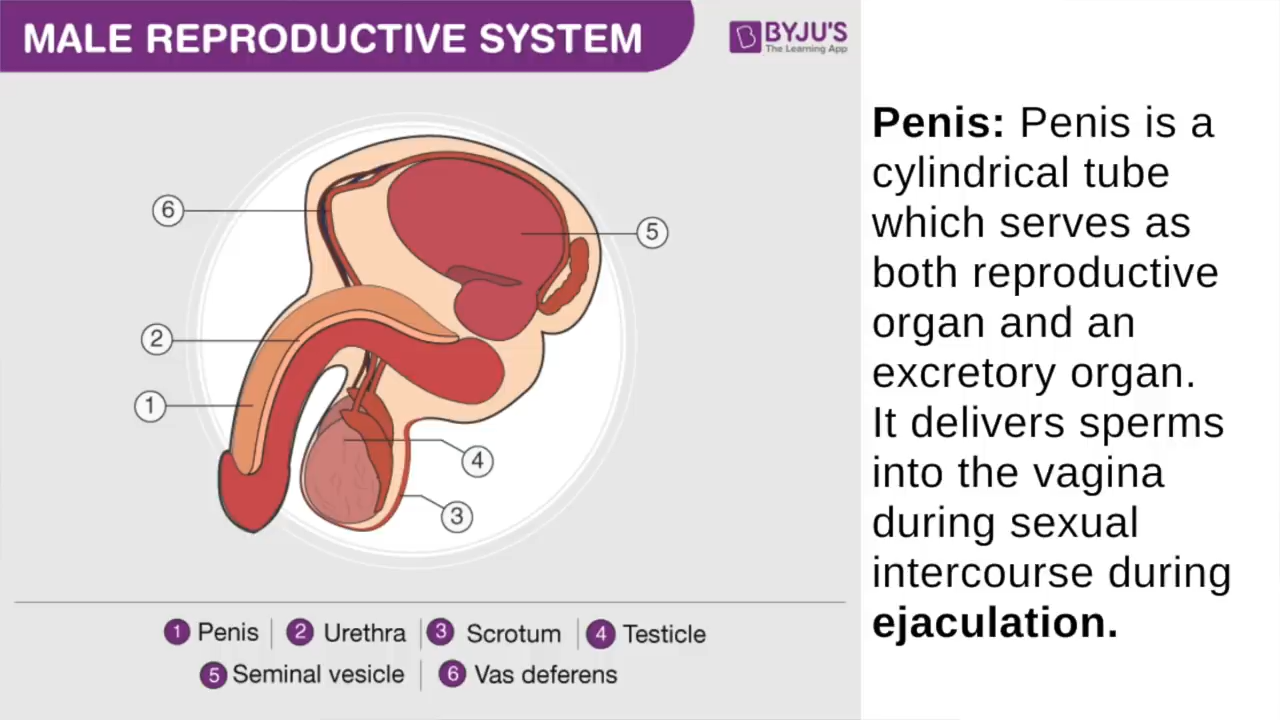 MALE REPRODUCTIVE SYSTEM
BYJU'S
The Learning App
6
5
2
1
4
3
1 Penis
2 Urethra
3 Scrotum
4 Testicle
5 Seminal vesicle
6 Vas deferens
Penis: Penis is a
cylindrical tube
which serves as
both reproductive
organ and an
excretory organ.
It delivers sperms
into the vagina
during sexual
intercourse during
ejaculation.